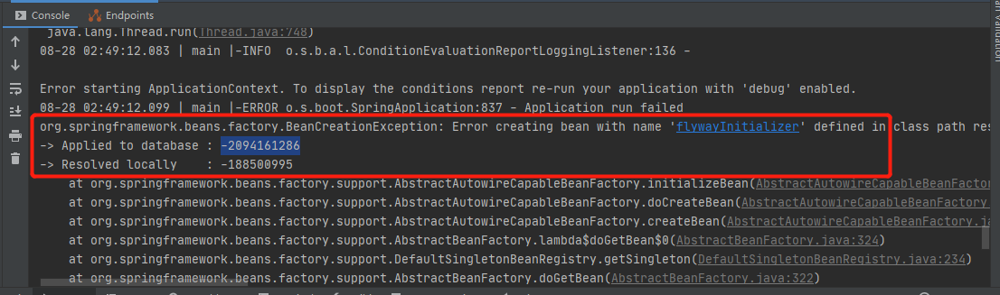 Console Endpoints
java.lang.Thread.run(Thread.java:748)
08-28 02:49:12.083 | main |-INFO  o.s.b.a.l.ConditionEvaluationReportLoggingListener:136 -
Error starting ApplicationContext. To display the conditions report re-run your application with 'debug' enabled.
08-28 02:49:12.099 | main |-ERROR o.s.boot.SpringApplication:837 - Application run failed
org.springframework.beans.factory.BeanCreationException: Error creating bean with name 'flywayInitializer' defined in class path res
-> Applied to database : -2094161286
-> Resolved locally    : -188500995
at org.springframework.beans.factory.support.AbstractAutowireCapableBeanFactory.initializeBean(AbstractAutowireCapableBeanFactor
at org.springframework.beans.factory.support.AbstractAutowireCapableBeanFactory.doCreateBean(AbstractAutowireCapableBeanFactory.
at org.springframework.beans.factory.support.AbstractAutowireCapableBeanFactory.createBean(AbstractAutowireCapableBeanFactory.ja
at org.springframework.beans.factory.support.AbstractBeanFactory.lambda$doGetBean$0(AbstractBeanFactory.java:324)
at org.springframework.beans.factory.support.DefaultSingletonBeanRegistry.getSingleton(DefaultSingletonBeanRegistry.java:234)
at org.springframework.beans.factory.support.AbstractBeanFactory.doGetBean(AbstractBeanFactory.java:322)